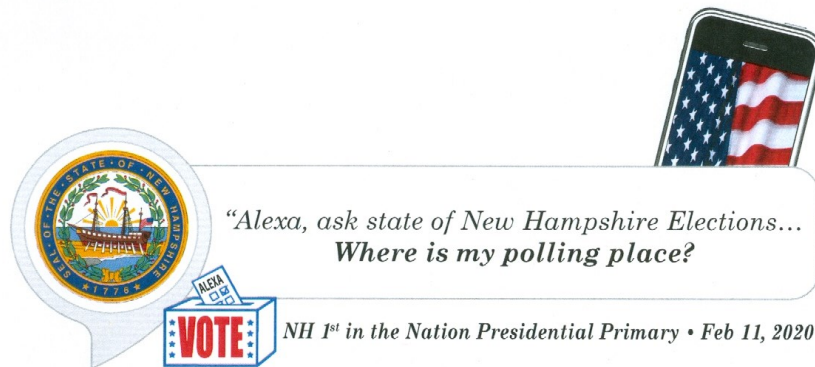 SEAL · OF · THE · STATE · OF · NEW HAMPSHIRE
★1776★
“Alexa, ask state of New Hampshire Elections…
Where is my polling place?
ALEXA
VOTE
NH 1st in the Nation Presidential Primary • Feb 11, 2020